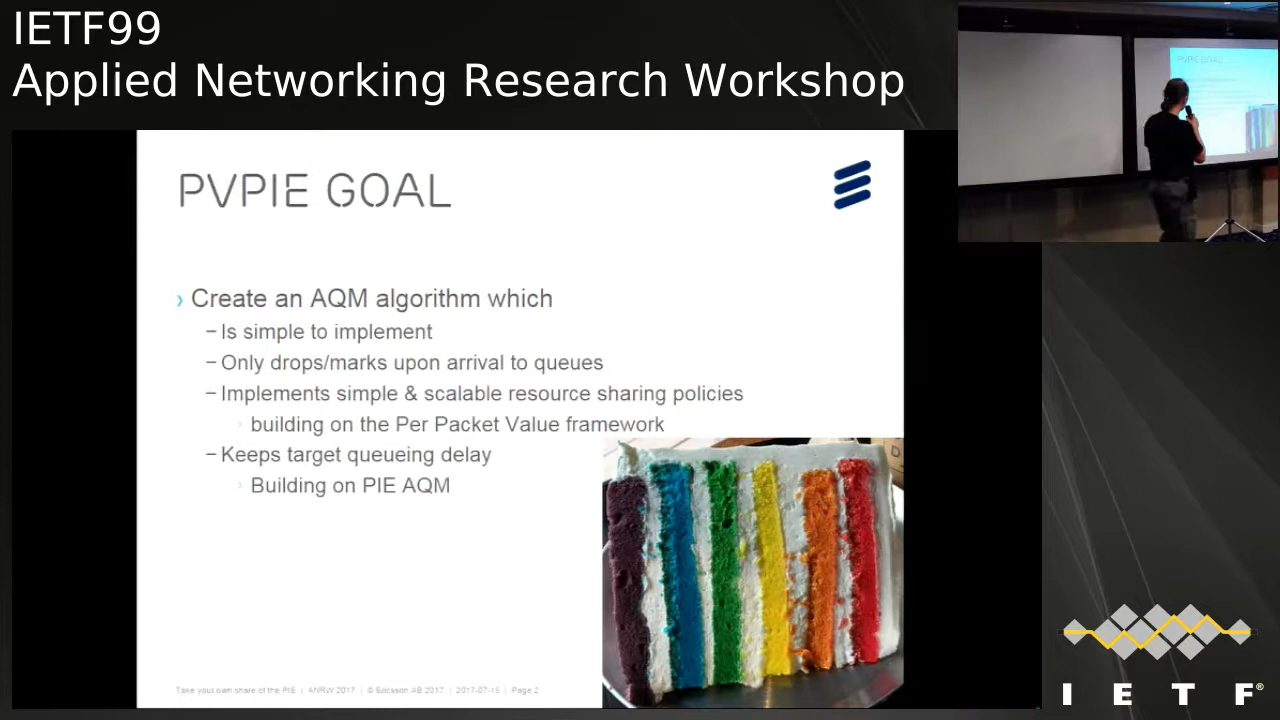 IETF99
Applied Networking Research Workshop
PVPIE GOAL
PVPIE GOAL
› Create an AQM algorithm which
– Is simple to implement
– Only drops/marks upon arrival to queues
– Implements simple & scalable resource sharing policies
› building on the Per Packet Value framework
– Keeps target queueing delay
› Building on PIE AQM
Take your own share of the PIE | ANRW 2017 | © Ericsson AB 2017 | 2017-07-15 | Page 2
I E T F®